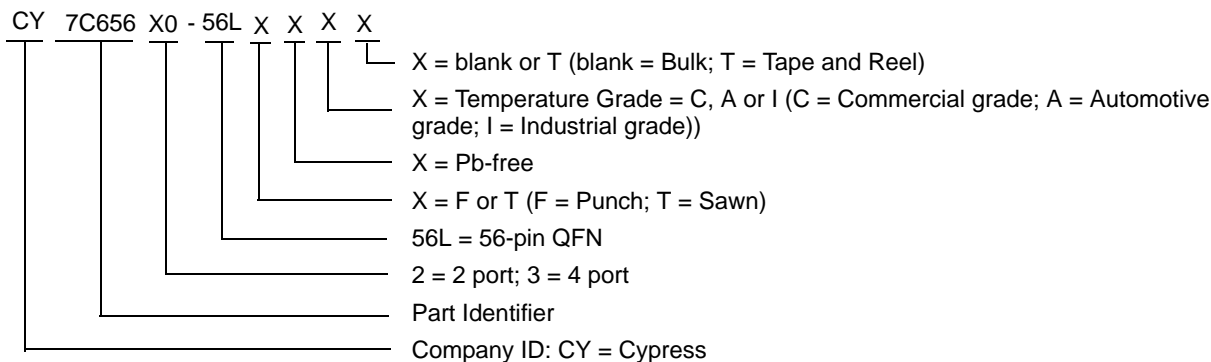 CY 7C656 X0 - 56L X X X X
X = blank or T (blank = Bulk; T = Tape and Reel)
X = Temperature Grade = C, A or I (C = Commercial grade; A = Automotive
grade; I = Industrial grade))
X = Pb-free
X = F or T (F = Punch; T = Sawn)
56L = 56-pin QFN
2 = 2 port; 3 = 4 port
Part Identifier
Company ID: CY = Cypress